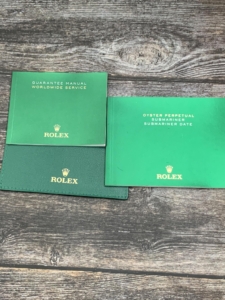 GUARANTEE MANUAL
WORLDWIDE SERVICE
ROLEX
ROLEX
OYSTER PERPETUAL
SUBMARINER
SUBMARINER DATE
ROLEX